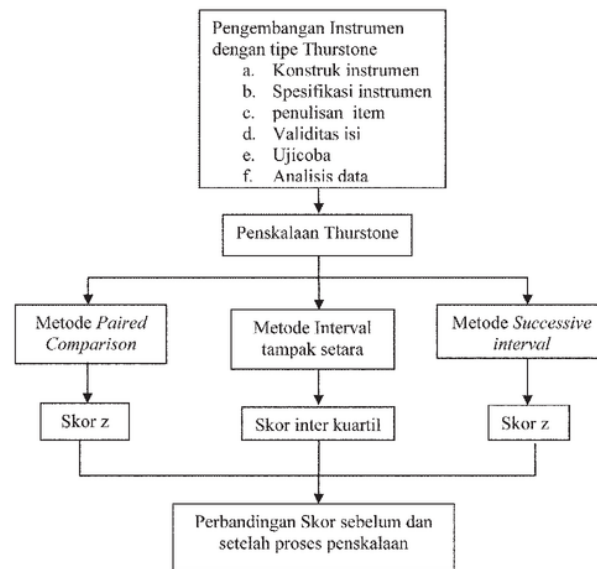 Pengembangan Instrumen
dengan tipe Thurstone
a. Konstruk instrumen
b. Spesifikasi instrumen
c. penulisan item
d. Validitas isi
e. Ujicoba
f. Analisis data
Penskalaan Thurstone
Metode Paired
Comparison
Metode Interval
tampak setara
Metode Successive
interval
Skor z
Skor inter kuartil
Skor z
Perbandingan Skor sebelum dan
setelah proses penskalaan